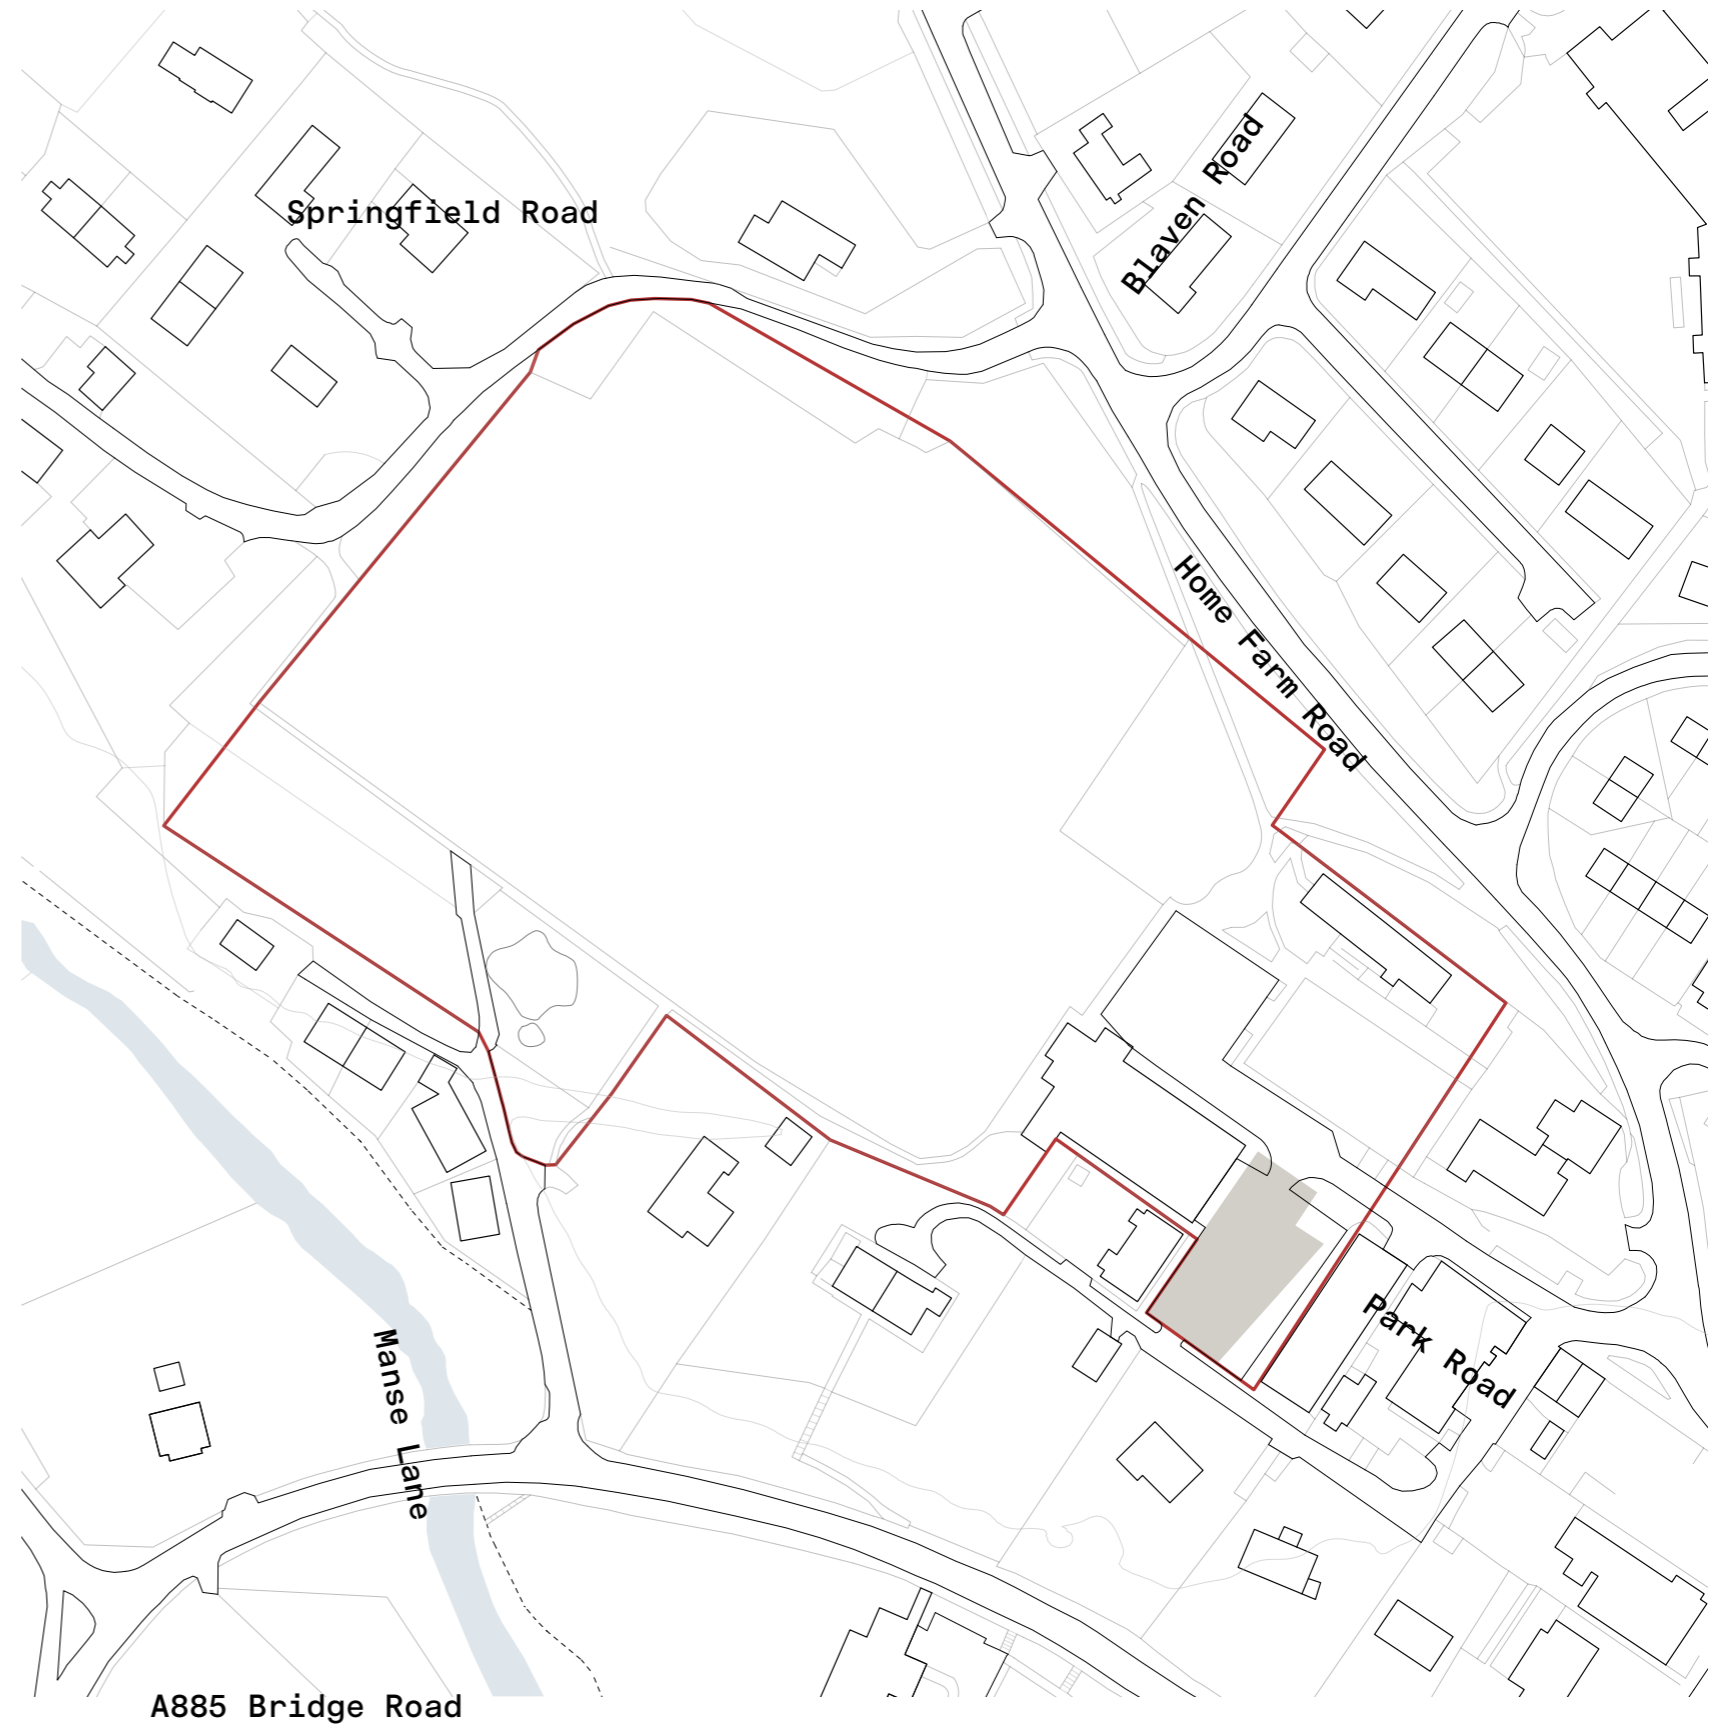 Springfield Road
Blaven Road
Home Farm Road
Park Road
Manse Lane
A885 Bridge Road